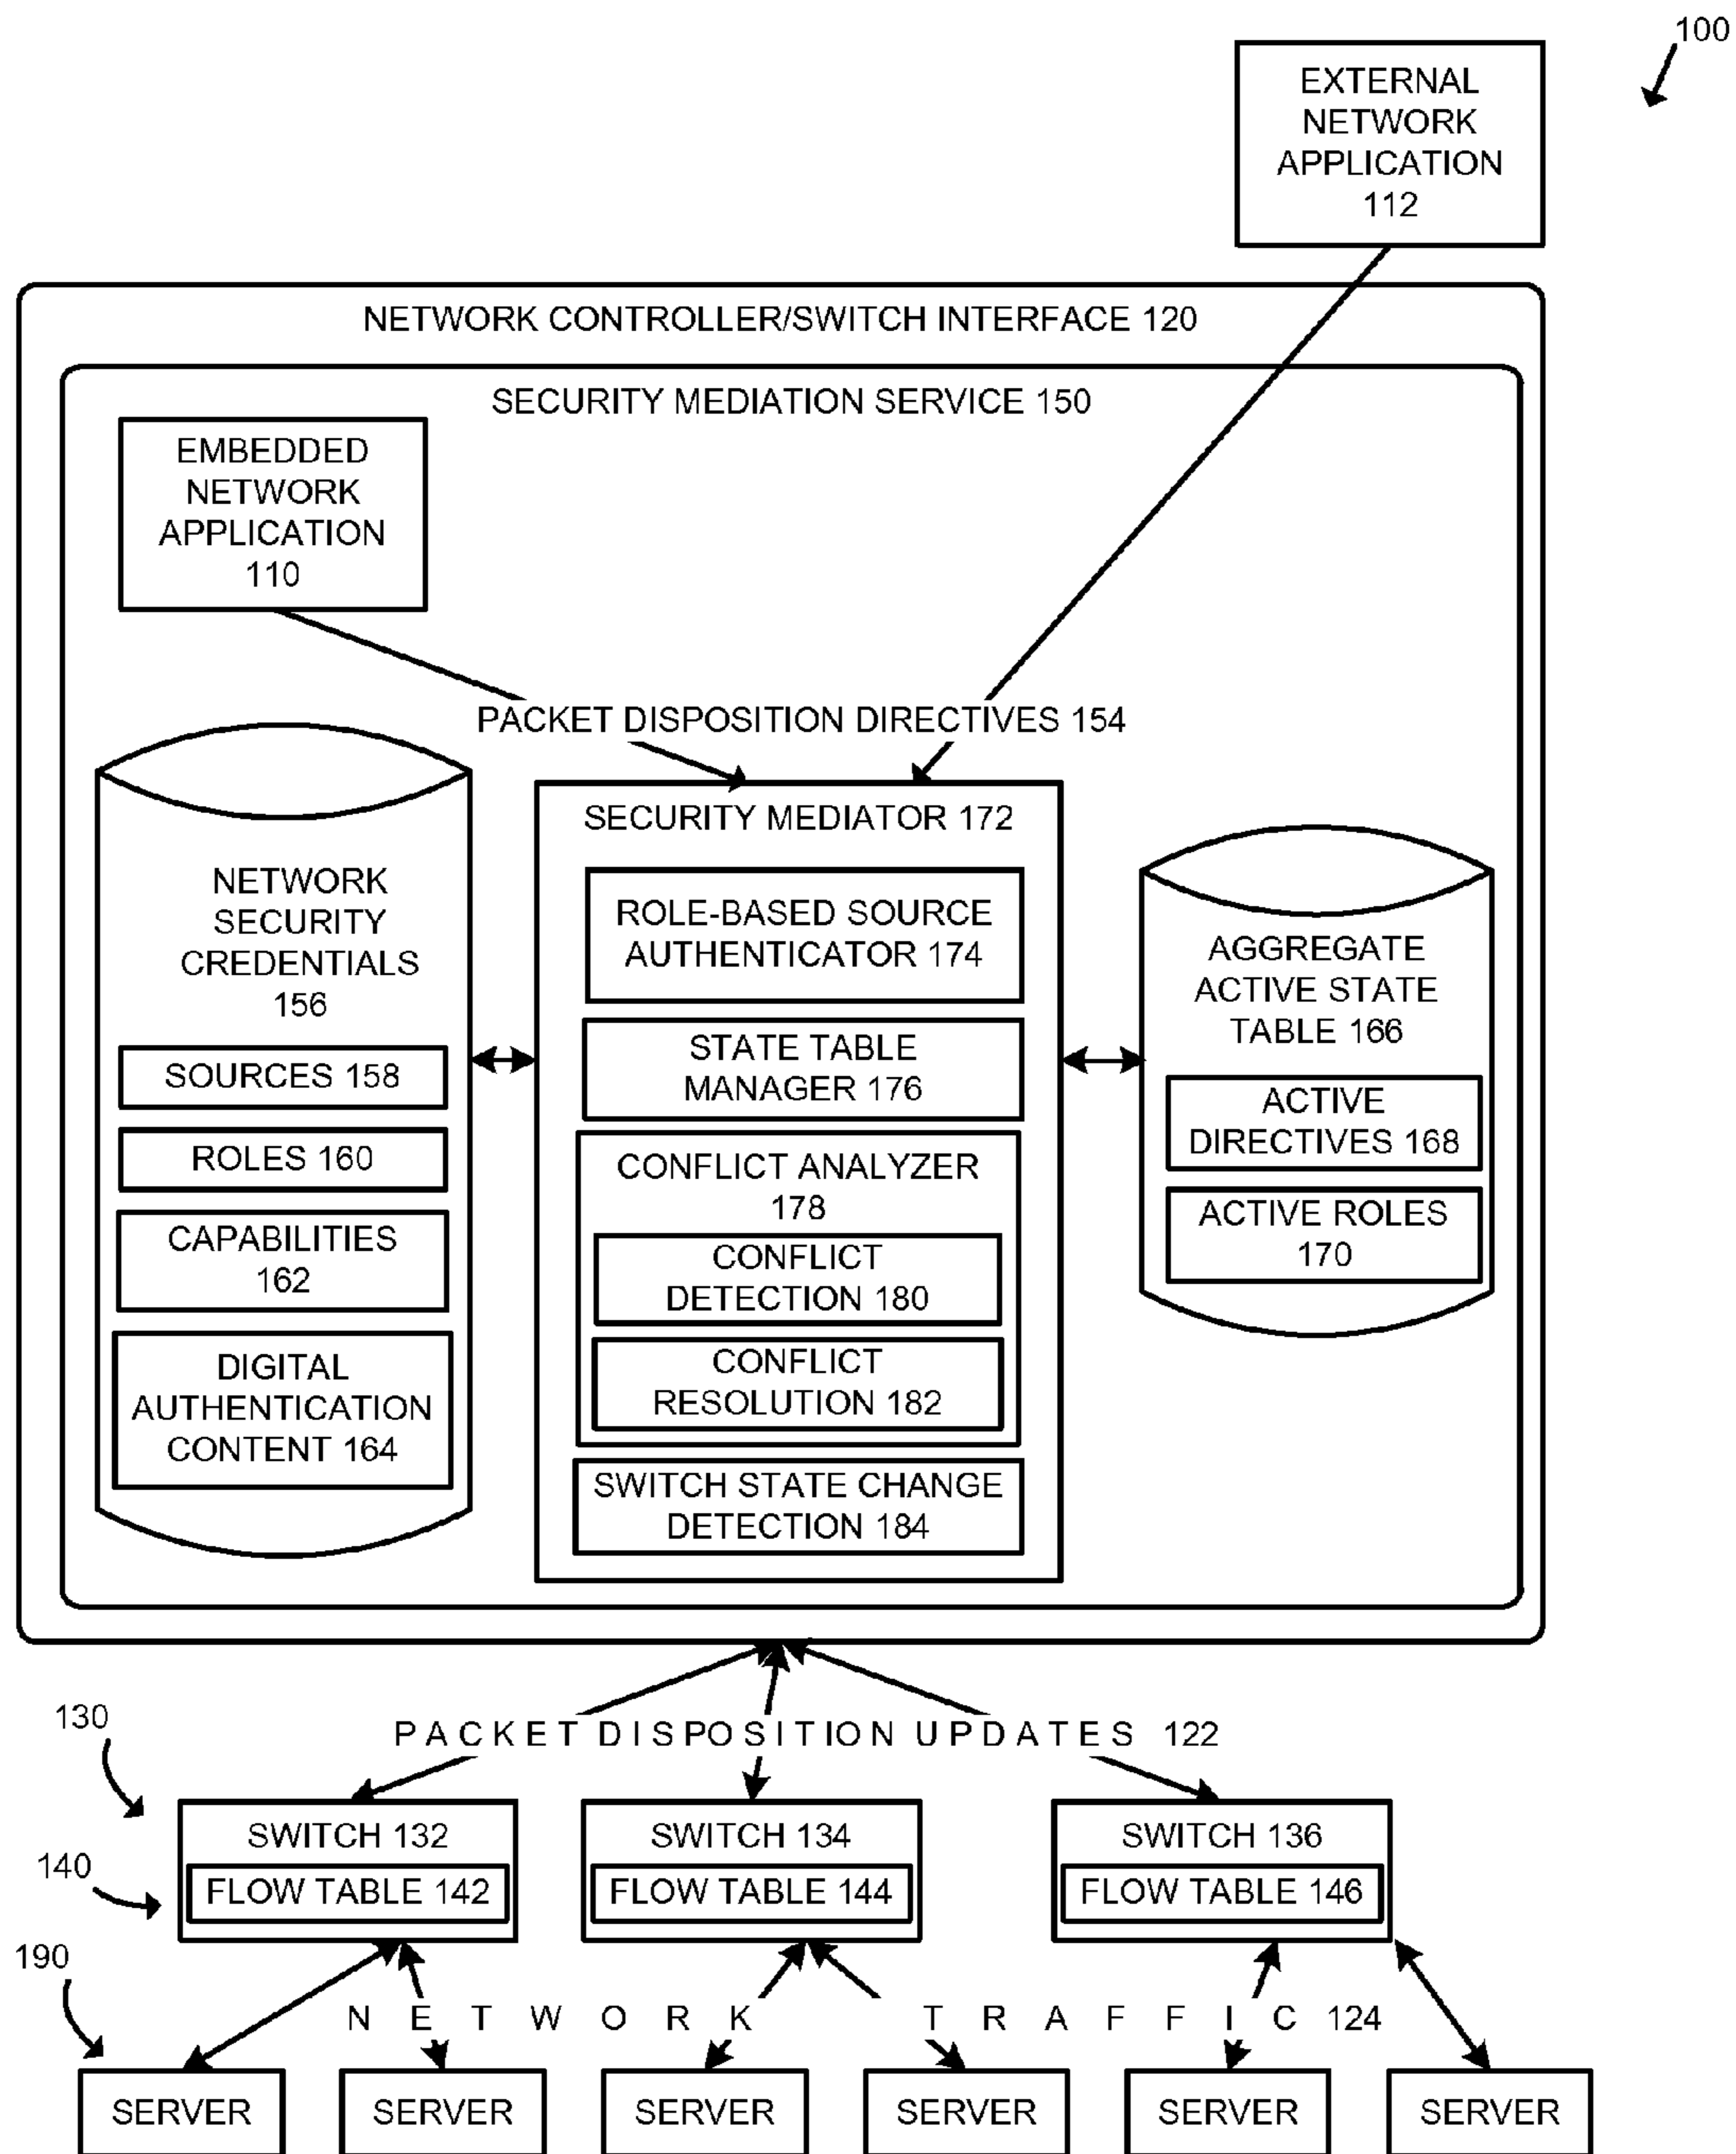 100
EXTERNAL
NETWORK
APPLICATION
112
NETWORK CONTROLLER/SWITCH INTERFACE 120
SECURITY MEDIATION SERVICE 150
EMBEDDED
NETWORK
APPLICATION
110
PACKET DISPOSITION DIRECTIVES 154
NETWORK
SECURITY
CREDENTIALS
156
SOURCES 158
ROLES 160
CAPABILITIES
162
DIGITAL
AUTHENTICATION
CONTENT 164
SECURITY MEDIATOR 172
ROLE-BASED SOURCE
AUTHENTICATOR 174
STATE TABLE
MANAGER 176
CONFLICT ANALYZER
178
CONFLICT
DETECTION 180
CONFLICT
RESOLUTION 182
SWITCH STATE CHANGE
DETECTION 184
AGGREGATE
ACTIVE STATE
TABLE 166
ACTIVE
DIRECTIVES 168
ACTIVE ROLES
170
PACKET DISPOSITION UPDATES 122
130
SWITCH 132
SWITCH 134
SWITCH 136
140
FLOW TABLE 142
FLOW TABLE 144
FLOW TABLE 146
190
NETWORK TRAFFIC 124
SERVER
SERVER
SERVER
SERVER
SERVER
SERVER